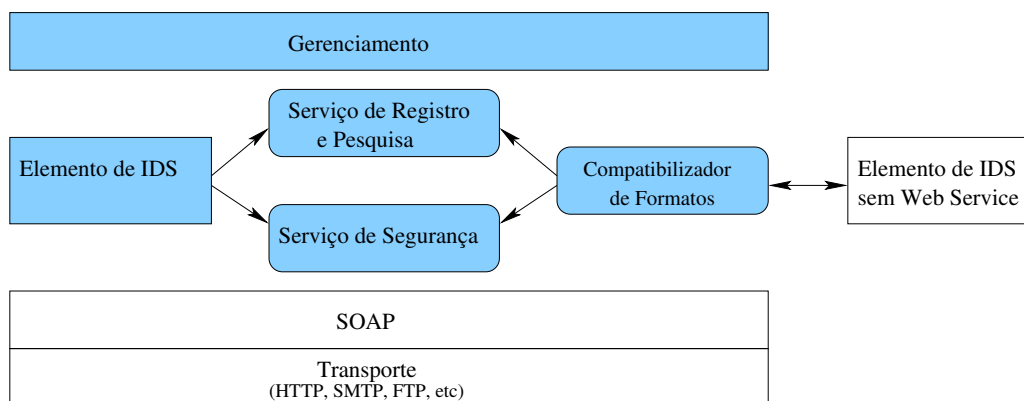 Gerenciamento
Serviço de Registro
e Pesquisa
Elemento de IDS
Compatibilizador
de Formatos
Elemento de IDS
sem Web Service
Serviço de Segurança
SOAP
Transporte
(HTTP, SMTP, FTP, etc)